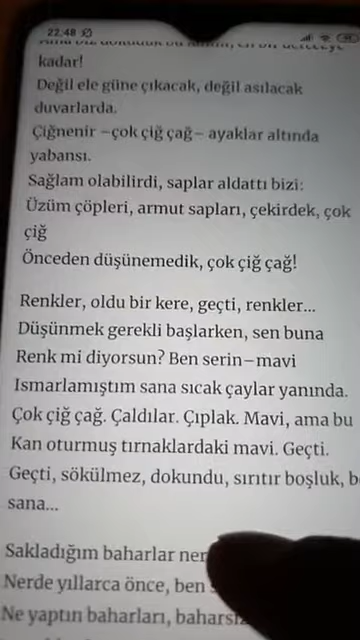 22.48
kadar!
Değil ele güne çıkacak, değil asılacak
duvarlarda.
Çiğnenir –çok çiğ çağ– ayaklar altında
yabansı.
Sağlam olabilirdi, saplar aldattı bizi:
Üzüm çöpleri, armut sapları, çekirdek, çok
çiğ
Önceden düşünemedik, çok çiğ çağ!
Renkler, oldu bir kere, geçti, renkler...
Düşünmek gerekli başlarken, sen buna
Renk mi diyorsun? Ben serin–mavi
Ismarlamıştım sana sıcak çaylar yanında.
Çok çiğ çağ. Çaldılar. Çıplak. Mavi, ama bu
Kan oturmuş tırnaklardaki mavi. Geçti.
Geçti, sökülmez, dokundu, sırıtır boşluk,
sana...
Sakladığım baharlar
Nerde yıllarca önce, ben
Ne yaptın baharları,